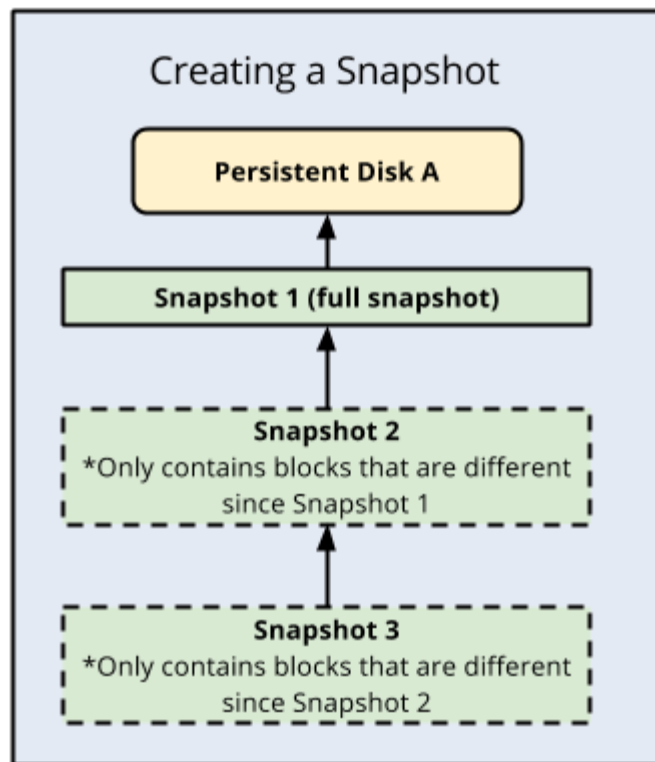 Creating a Snapshot
Persistent Disk A
Snapshot 1 (full snapshot)
Snapshot 2
*Only contains blocks that are different
since Snapshot 1
Snapshot 3
*Only contains blocks that are different
since Snapshot 2